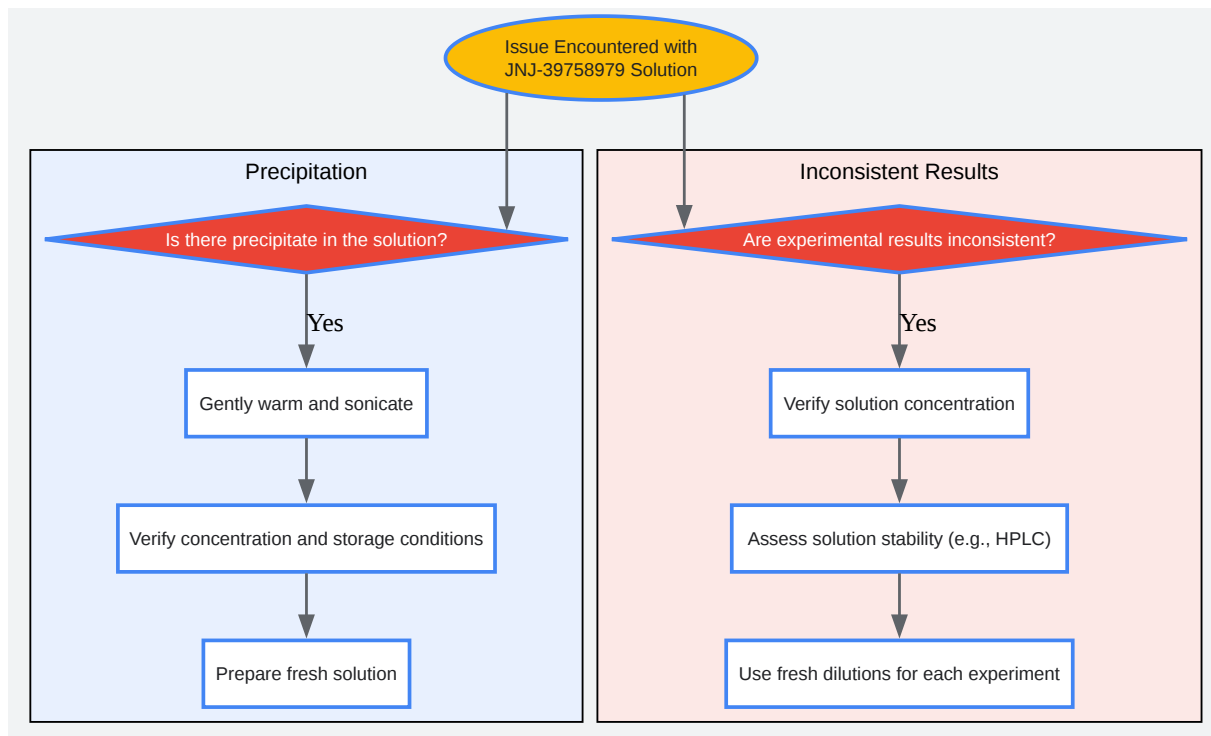 Issue Encountered with
JNJ-39758979 Solution
Precipitation
Is there precipitate in the solution?
Yes
Gently warm and sonicate
Verify concentration and storage conditions
Prepare fresh solution
Inconsistent Results
Are experimental results inconsistent?
Yes
Verify solution concentration
Assess solution stability (e.g., HPLC)
Use fresh dilutions for each experiment